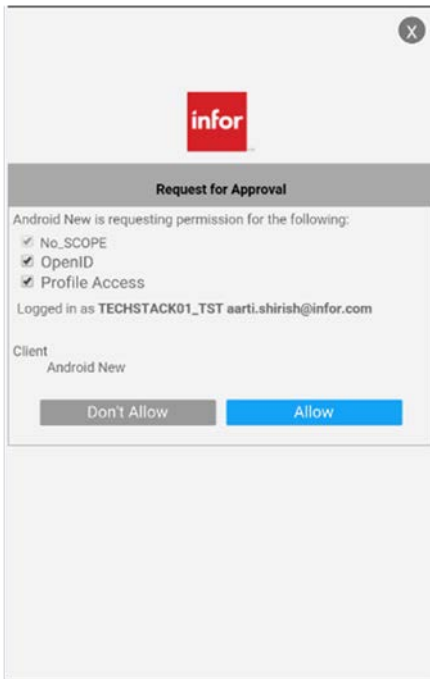 X
infor
Request for Approval
Android New is requesting permission for the following:
No_SCOPE
OpenID
Profile Access
Logged in as TECHSTACK01_TST aarti.shirish@infor.com
Client
Android New
Don't Allow Allow